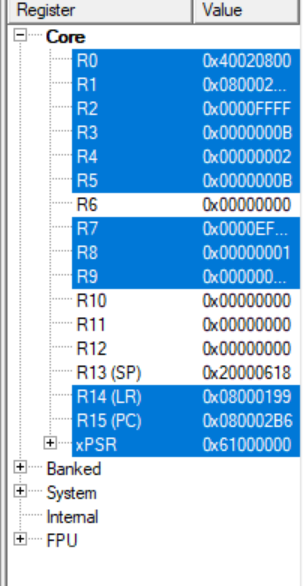 Register Value
Core
R0 0x40020800
R1 0x080002...
R2 0x0000FFFF
R3 0x0000000B
R4 0x00000002
R5 0x0000000B
R6 0x00000000
R7 0x0000EF...
R8 0x00000001
R9 0x000000...
R10 0x00000000
R11 0x00000000
R12 0x00000000
R13 (SP) 0x20000618
R14 (LR) 0x08000199
R15 (PC) 0x080002B6
xPSR 0x61000000
Banked
System
Internal
FPU